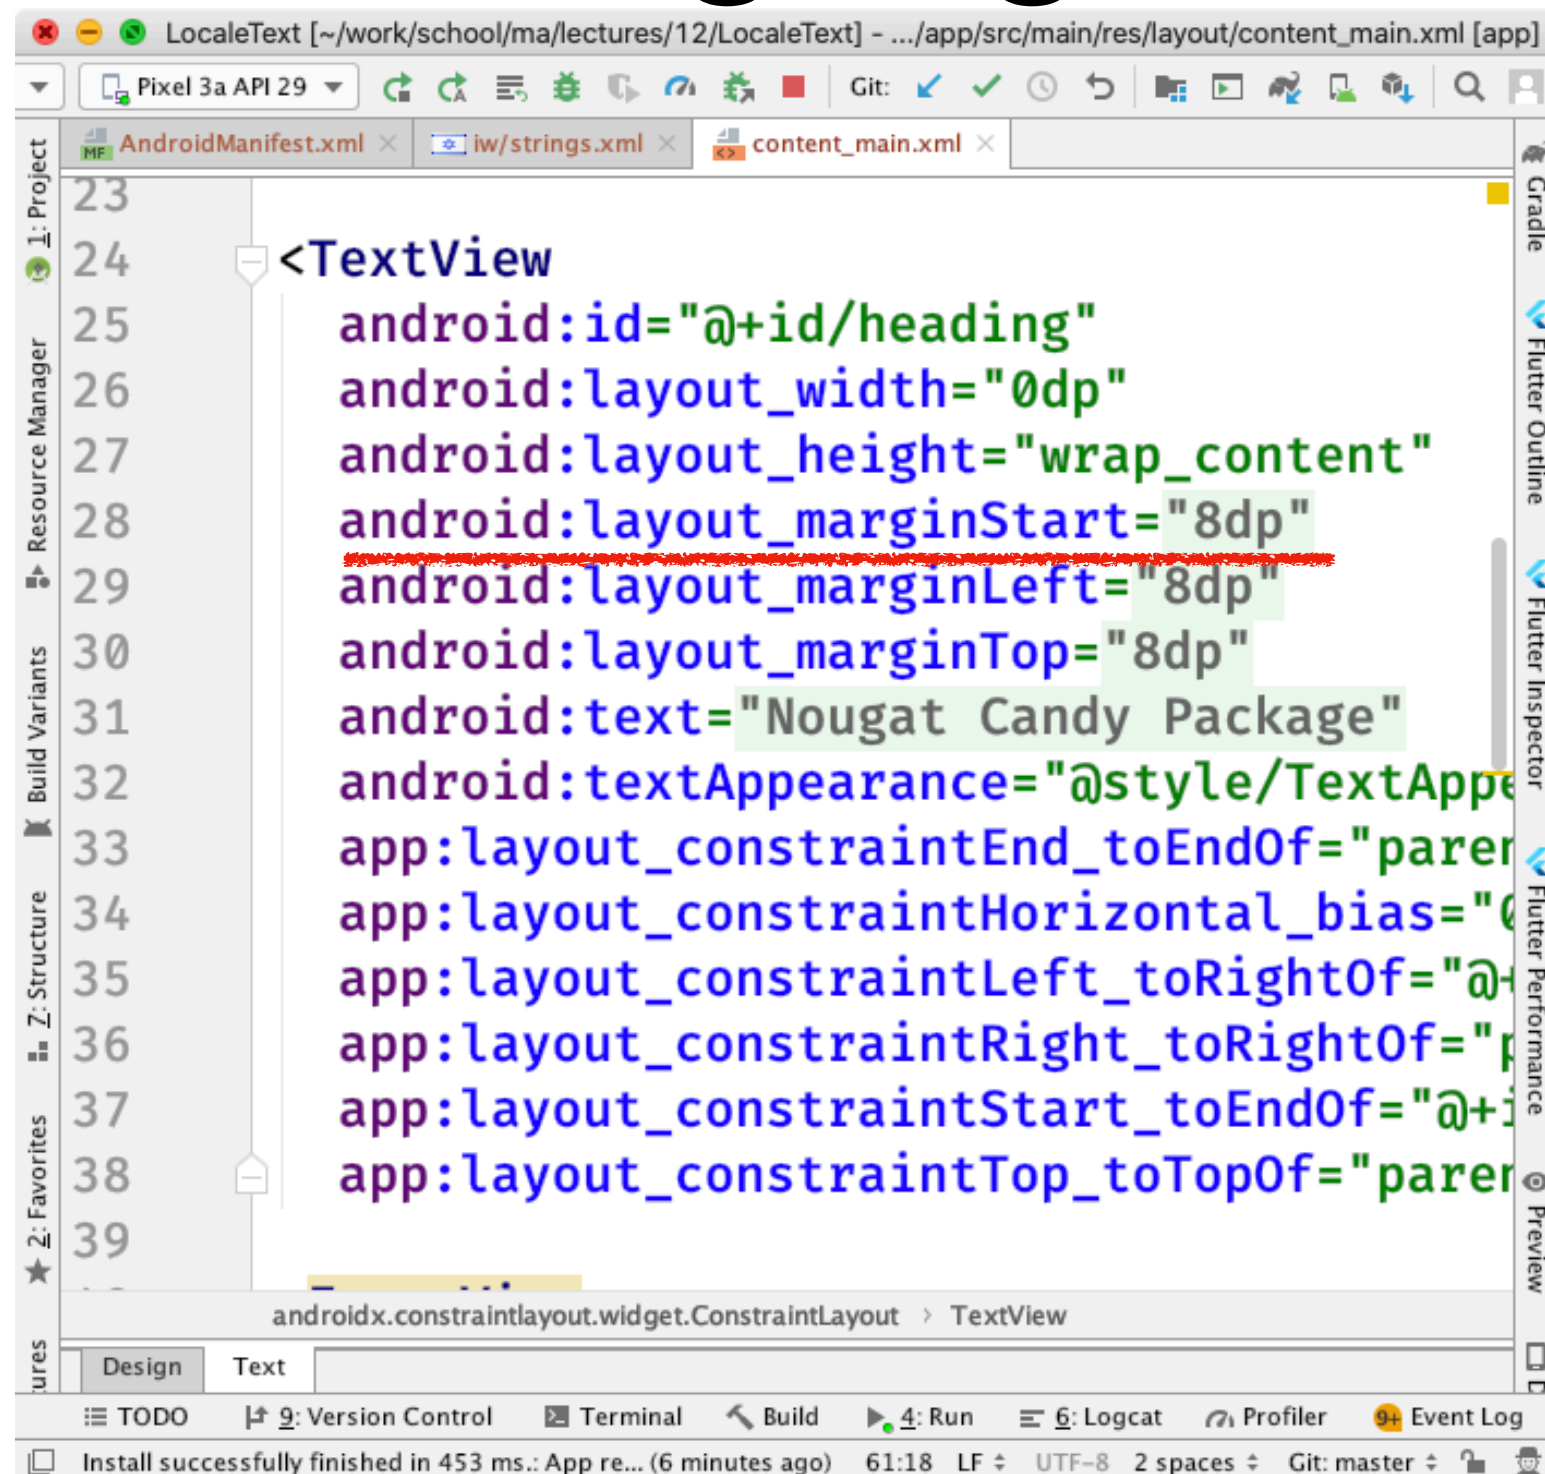 LocaleText [~/work/school/ma/lectures/12/LocaleText] - .../app/src/main/res/layout/content_main.xml [app]
Pixel 3a API 29 Git:
AndroidManifest.xml iw/strings.xml content_main.xml
1: Project
Resource Manager
Build Variants
Z: Structure
2: Favorites
23
24 <TextView
25 android:id="@+id/heading"
26 android:layout_width="0dp"
27 android:layout_height="wrap_content"
28 android:layout_marginStart="8dp"
29 android:layout_marginLeft="8dp"
30 android:layout_marginTop="8dp"
31 android:text="Nougat Candy Package"
32 android:textAppearance="@style/TextAppe
33 app:layout_constraintEnd_toEndOf="paren
34 app:layout_constraintHorizontal_bias="0
35 app:layout_constraintLeft_toRightOf="@+
36 app:layout_constraintRight_toRightOf="p
37 app:layout_constraintStart_toEndOf="@+i
38 app:layout_constraintTop_toTopOf="paren
39
Gradle
Flutter Outline
Flutter Inspector
Flutter Performance
Preview
androidx.constraintlayout.widget.ConstraintLayout > TextView
Design Text
TODO 9: Version Control Terminal Build 4: Run 6: Logcat Profiler 9+ Event Log
Install successfully finished in 453 ms.: App re... (6 minutes ago) 61:18 LF UTF-8 2 spaces Git: master